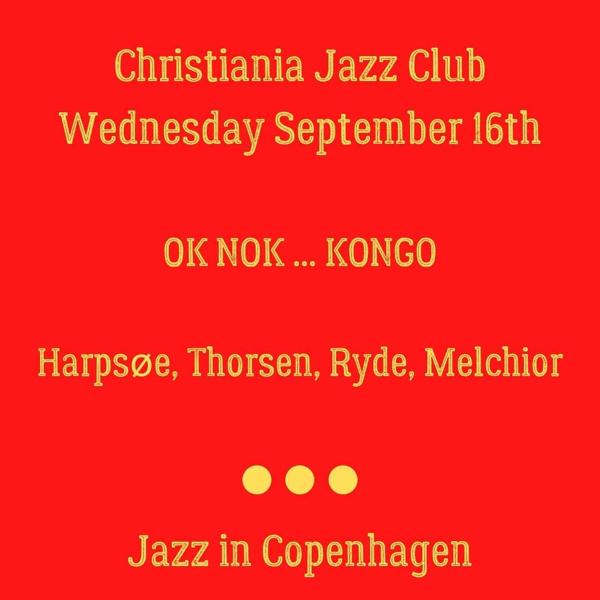 Christiania Jazz Club
Wednesday September 16th
OK NOK ... KONGO
Harpsøe, Thorsen, Ryde, Melchior
Jazz in Copenhagen